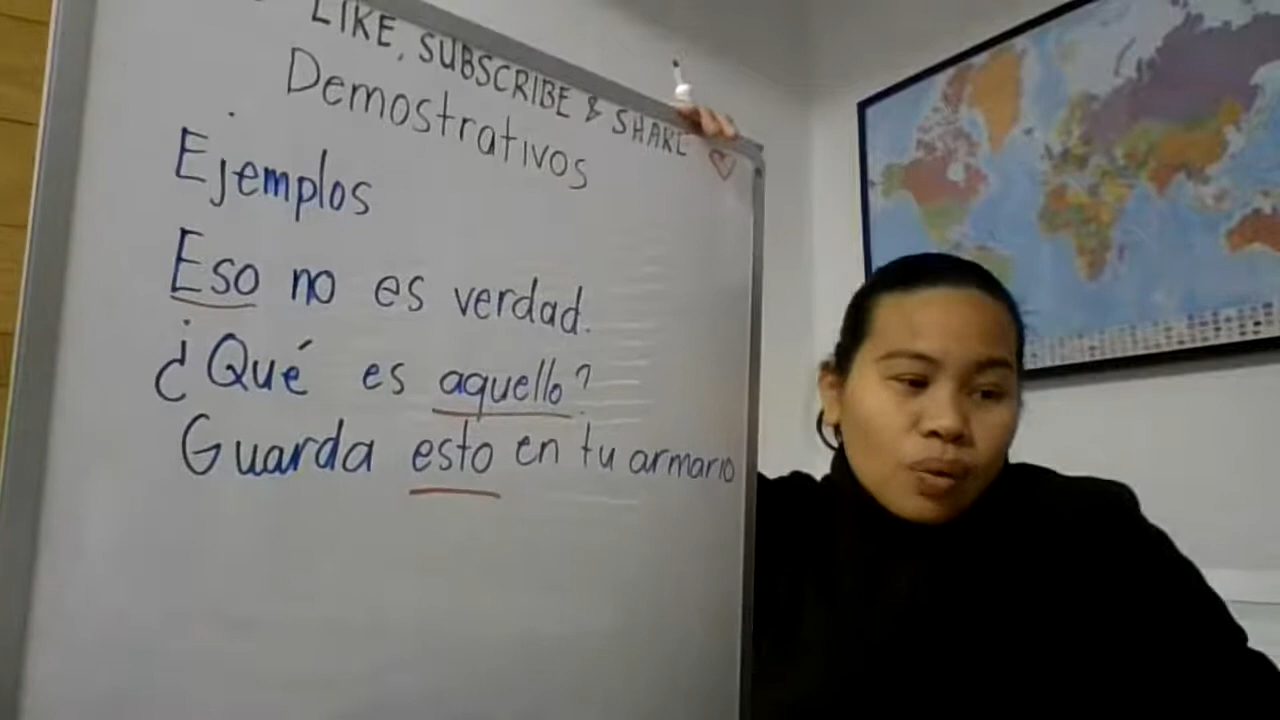 LIKE, SUBSCRIBE & SHARE
Demostrativos
Ejemplos
Eso no es verdad.
¿Qué es aquello?
Guarda esto en tu armario